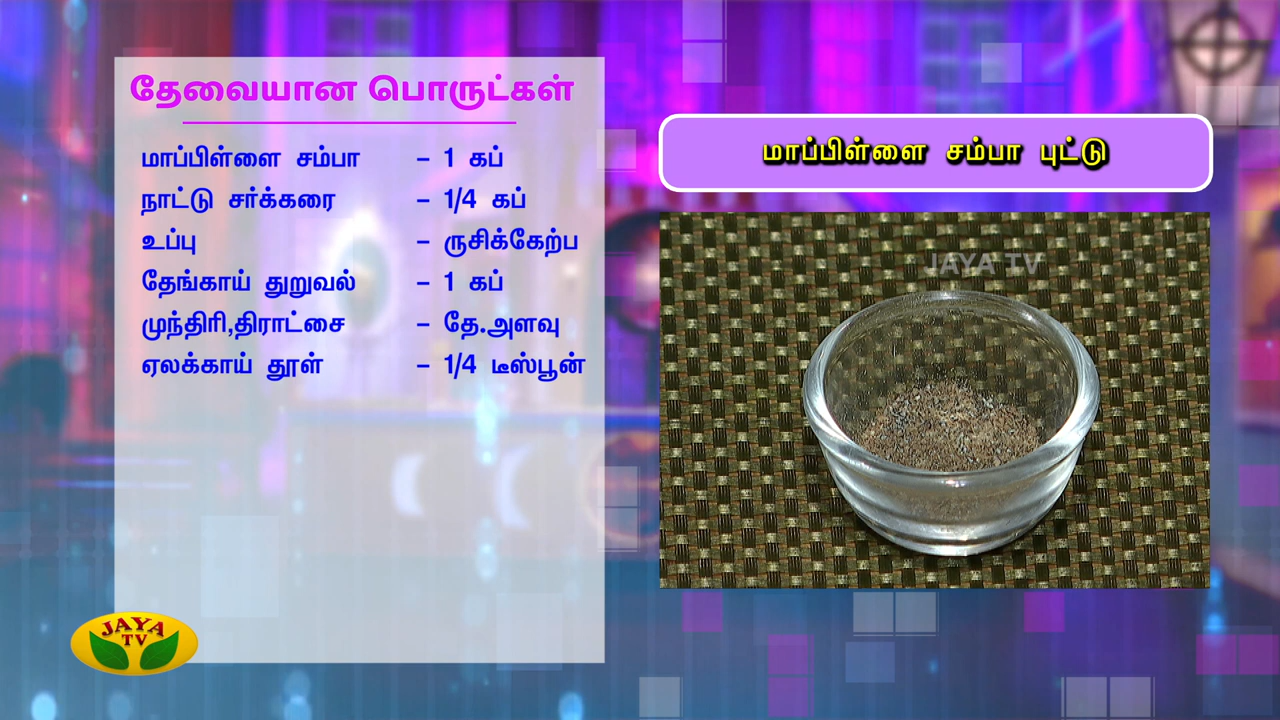 தேவையான பொருட்கள்
மாப்பிள்ளை சம்பா – 1 கப்
நாட்டு சர்க்கரை – 1/4 கப்
உப்பு – ருசிக்கேற்ப
தேங்காய் துறுவல் – 1 கப்
முந்திரி,திராட்சை – தே.அளவு
ஏலக்காய் தூள் – 1/4 டீஸ்பூன்
மாப்பிள்ளை சம்பா புட்டு
JAYA TV
JAYA
TV